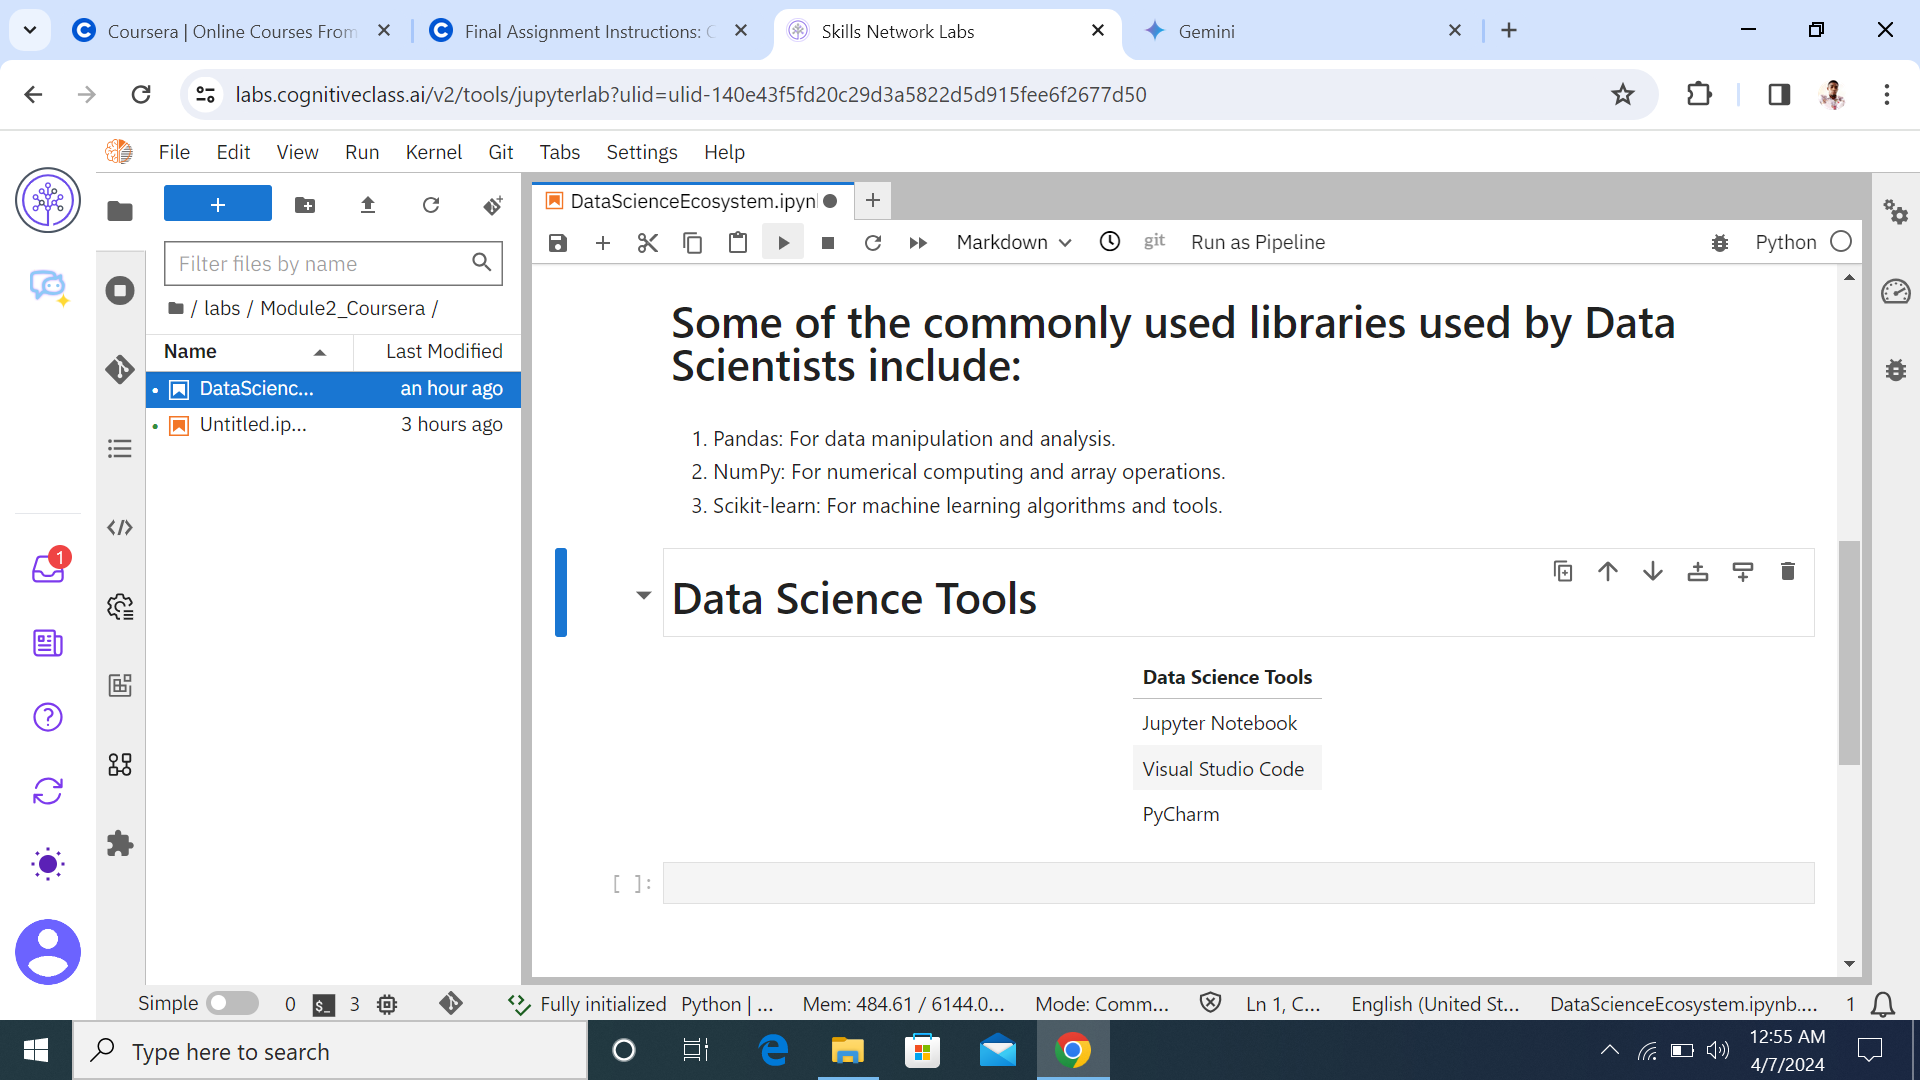 Coursera | Online Courses From
Final Assignment Instructions: C
Skills Network Labs
Gemini
labs.cognitiveclass.ai/v2/tools/jupyterlab?ulid=ulid-140e43f5fd20c29d3a5822d5d915fee6f2677d50
File Edit View Run Kernel Git Tabs Settings Help
DataScienceEcosystem.ipyn
Markdown git Run as Pipeline Python
Filter files by name
/ labs / Module2_Coursera /
Name Last Modified
DataScienc... an hour ago
Untitled.ip... 3 hours ago
1
Some of the commonly used libraries used by Data
Scientists include:
1. Pandas: For data manipulation and analysis.
2. NumPy: For numerical computing and array operations.
3. Scikit-learn: For machine learning algorithms and tools.
Data Science Tools
Data Science Tools
Jupyter Notebook
Visual Studio Code
PyCharm
[ ]:
Simple 0 $_ 3 Fully initialized Python | ... Mem: 484.61 / 6144.0... Mode: Comm... Ln 1, C... English (United St... DataScienceEcosystem.ipynb.... 1
Type here to search
12:55 AM
4/7/2024